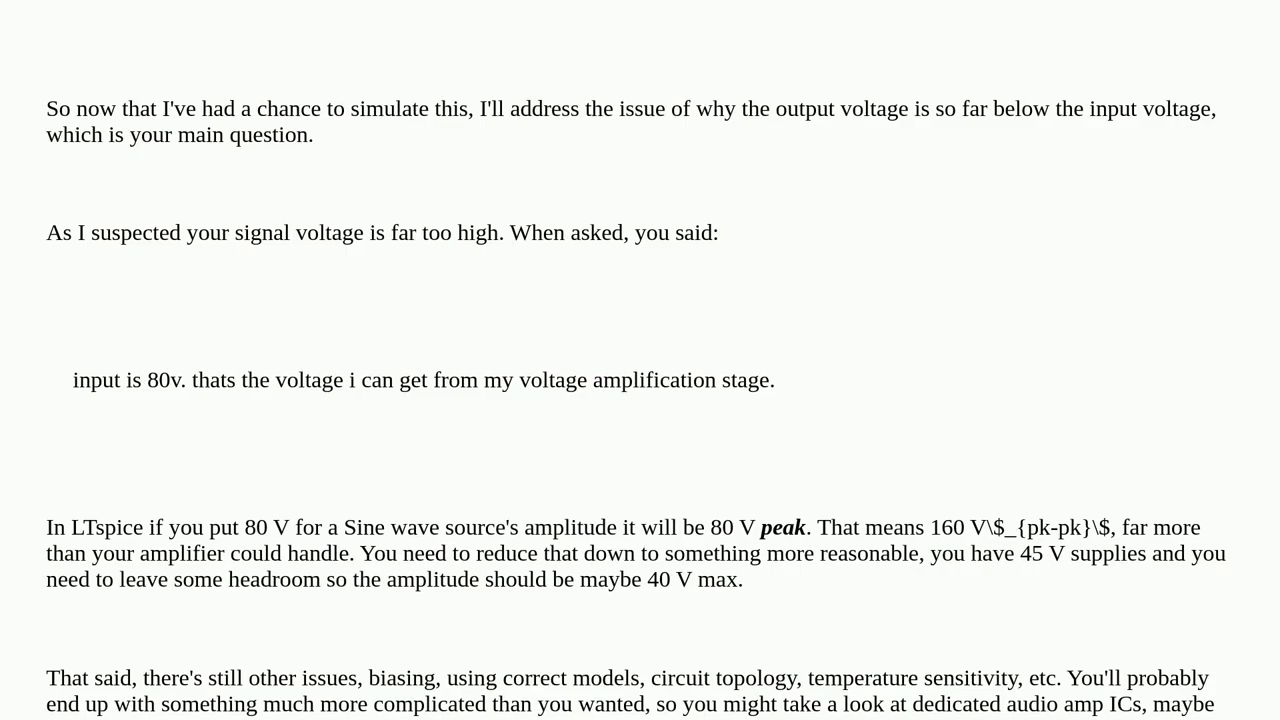 So now that I've had a chance to simulate this, I'll address the issue of why the output voltage is so far below the input voltage,
which is your main question.
As I suspected your signal voltage is far too high. When asked, you said:
input is 80v. thats the voltage i can get from my voltage amplification stage.
In LTspice if you put 80 V for a Sine wave source's amplitude it will be 80 V peak. That means 160 V\$_{pk-pk}\$, far more
than your amplifier could handle. You need to reduce that down to something more reasonable, you have 45 V supplies and you
need to leave some headroom so the amplitude should be maybe 40 V max.
That said, there's still other issues, biasing, using correct models, circuit topology, temperature sensitivity, etc. You'll probably
end up with something much more complicated than you wanted, so you might take a look at dedicated audio amp ICs, maybe